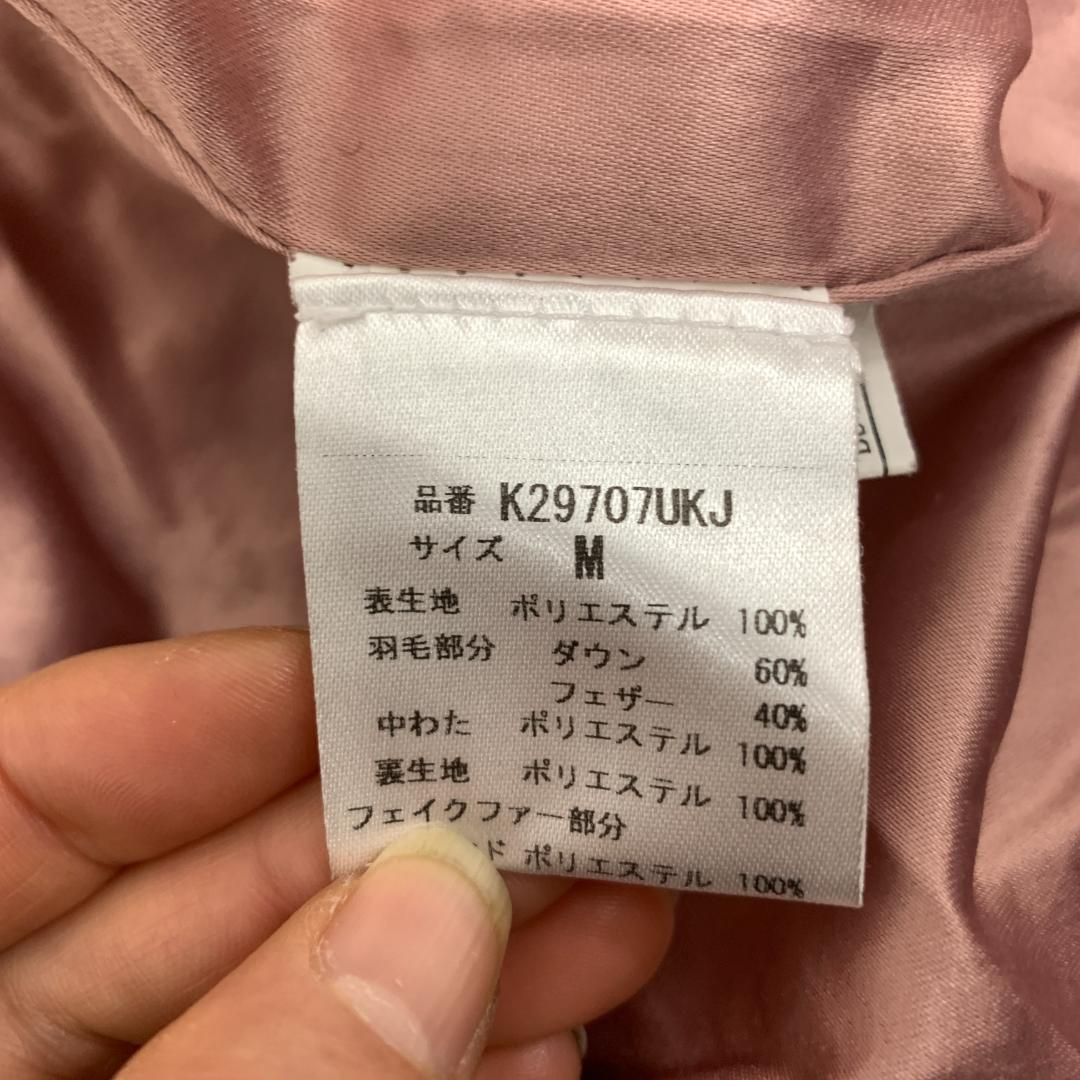 品番 K29707UKJ
サイズ M
表生地 ポリエステル 100%
羽毛部分 ダウン 60%
フェザー 40%
中わた ポリエステル 100%
裏生地 ポリエステル 100%
フェイクファー部分
ポリエステル 100%